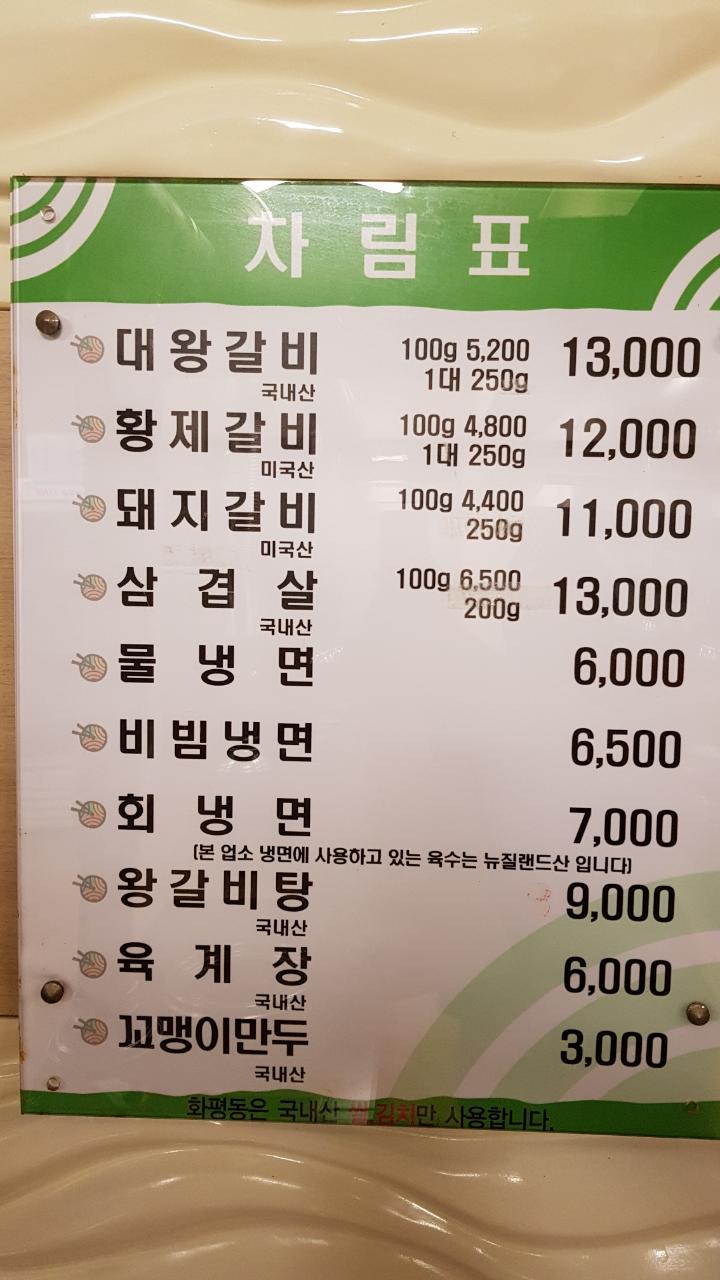 차림표
대왕갈비 100g 5,200 13,000
1대 250g
국내산
황제갈비 100g 4,800 12,000
1대 250g
미국산
돼지갈비 100g 4,400 11,000
250g
미국산
삼겹살 100g 6,500 13,000
200g
국내산
물냉면 6,000
비빔냉면 6,500
회냉면 7,000
(본 업소 냉면에 사용하고 있는 육수는 뉴질랜드산 입니다)
왕갈비탕 9,000
국내산
육계장 6,000
국내산
꼬맹이만두 3,000
국내산
화평동은 국내산 쌀,김치만 사용합니다.